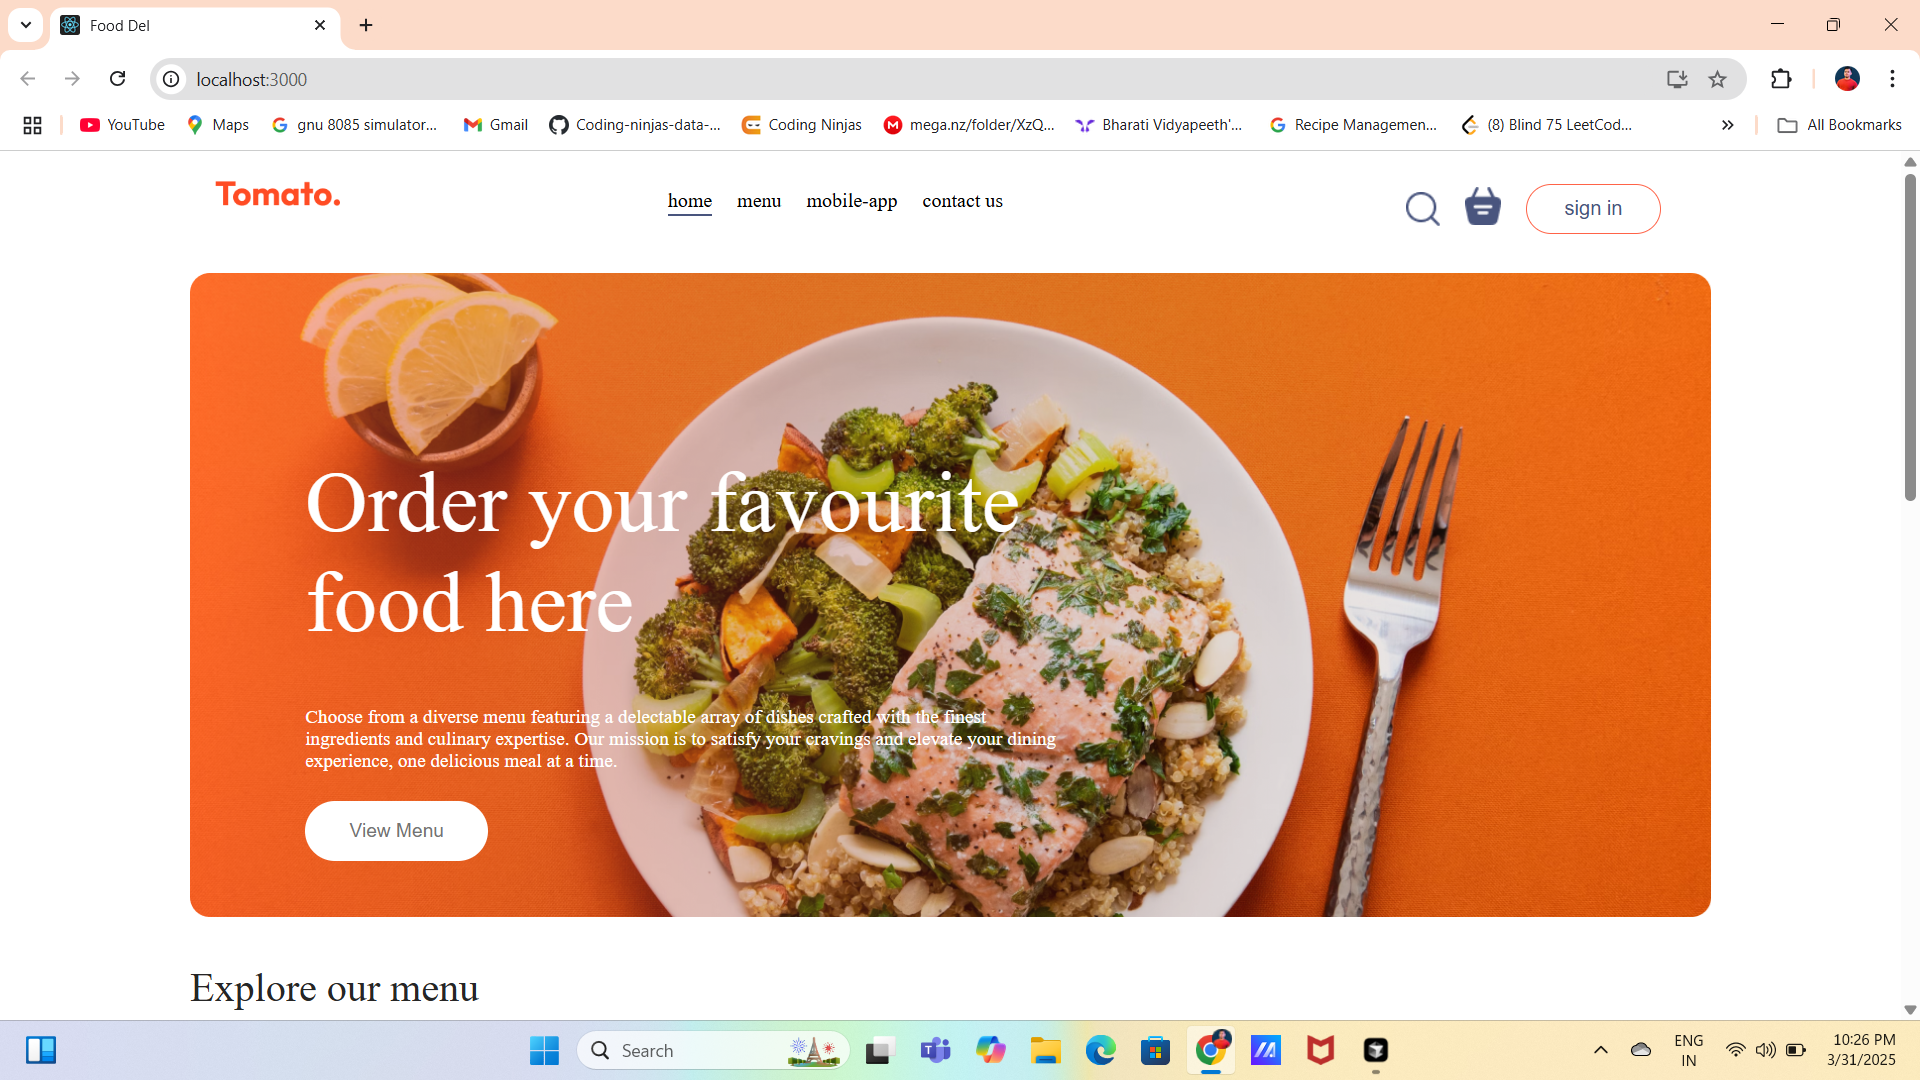 Food Del
localhost:3000
YouTube Maps gnu 8085 simulator... Gmail Coding-ninjas-data-... Coding Ninjas mega.nz/folder/XzQ... Bharati Vidyapeeth'... Recipe Managemen... (8) Blind 75 LeetCod... All Bookmarks
Tomato. home menu mobile-app contact us sign in
Order your favourite
food here
Choose from a diverse menu featuring a delectable array of dishes crafted with the finest
ingredients and culinary expertise. Our mission is to satisfy your cravings and elevate your dining
experience, one delicious meal at a time.
View Menu
Explore our menu
Search
ENG
IN
10:26 PM
3/31/2025